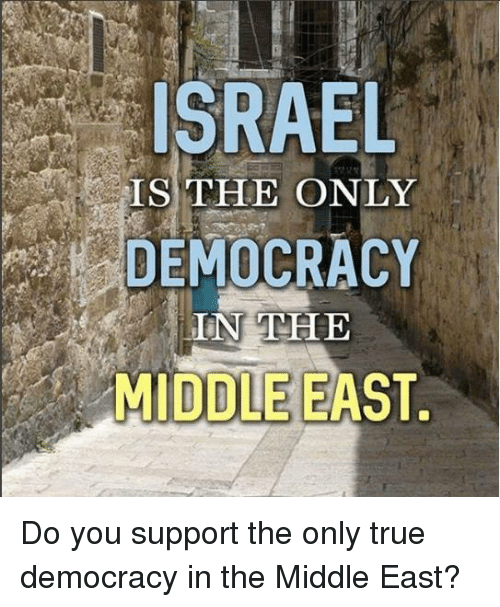 ISRAEL
IS THE ONLY
DEMOCRACY
IN THE
MIDDLE EAST.
Do you support the only true
democracy in the Middle East?